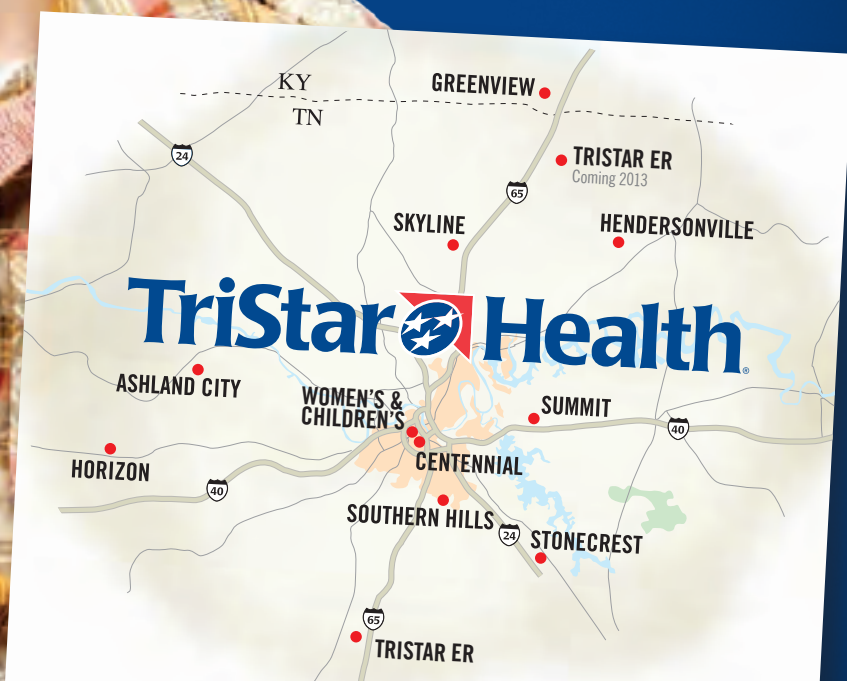 KY
TN
GREENVIEW
24
TRISTAR ER
Coming 2013
65
SKYLINE
HENDERSONVILLE
TriStar Health®
ASHLAND CITY
WOMEN'S &
CHILDREN'S
SUMMIT
40
HORIZON
CENTENNIAL
40
SOUTHERN HILLS
24
STONECREST
65
TRISTAR ER